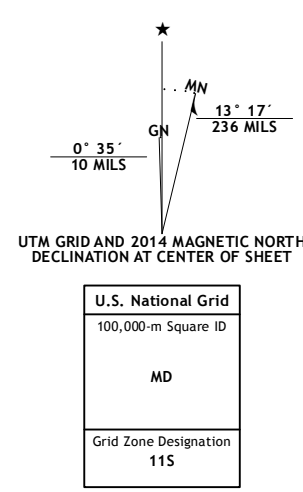 ★
MN
GN
13° 17´
236 MILS
0° 35´
10 MILS
UTM GRID AND 2014 MAGNETIC NORTH
DECLINATION AT CENTER OF SHEET
U.S. National Grid
100,000-m Square ID
MD
Grid Zone Designation
11S